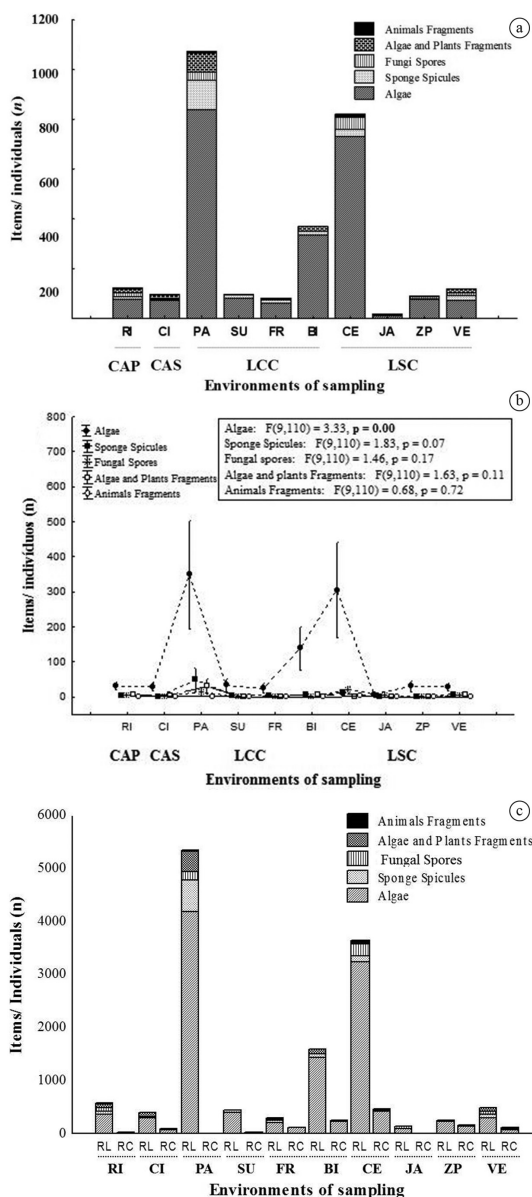 a
1200
1000
800
600
400
200
Items/ individuals (n)
Animals Fragments
Algae and Plants Fragments
Fungi Spores
Sponge Spicules
Algae
RI CI PA SU FR BI CE JA ZP VE
CAP CAS LCC LSC
Environments of sampling
b
800
700
600
500
400
300
200
100
0
Items/ indivíduos (n)
Algae
Sponge Spicules
Fungal Spores
Algae and Plants Fragments
Animals Fragments
Algae: F(9,110) = 3.33, p = 0.00
Sponge Spicules: F(9,110) = 1.83, p = 0.07
Fungal spores: F(9,110) = 1.46, p = 0.17
Algae and plants Fragments: F(9,110) = 1.63, p = 0.11
Animals Fragments: F(9,110) = 0.68, p = 0.72
RI CI PA SU FR BI CE JA ZP VE
CAP CAS LCC LSC
Environments of sampling
c
6000
5000
4000
3000
2000
1000
0
Items/ Individuals (n)
Animals Fragments
Algae and Plants Fragments
Fungal Spores
Sponge Spicules
Algae
RL RC RL RC RL RC RL RC RL RC RL RC RL RC RL RC RL RC RL RC
RI CI PA SU FR BI CE JA ZP VE
Environments of sampling